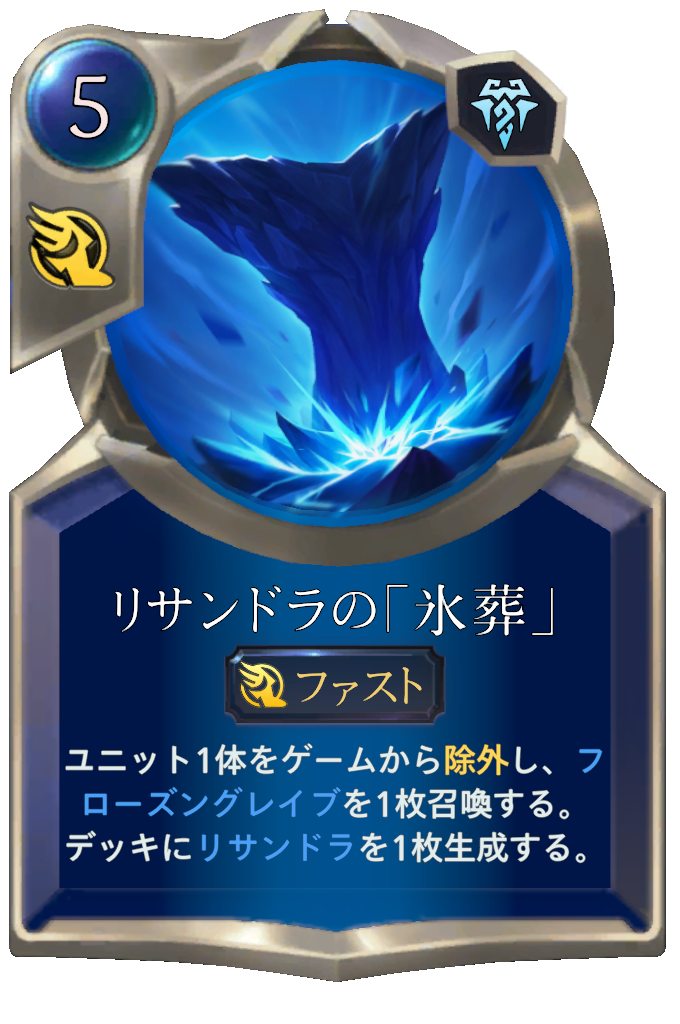 5
リサンドラの「氷葬」
ファスト
ユニット1体をゲームから除外し、フ
ローズングレイブを1枚召喚する。
デッキにリサンドラを1枚生成する。